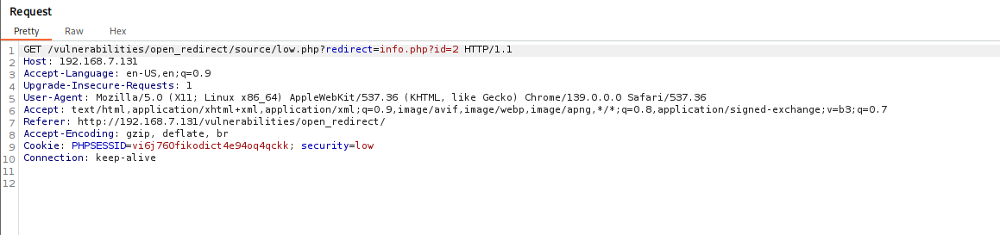 Request
Pretty Raw Hex
1 GET /vulnerabilities/open_redirect/source/low.php?redirect=info.php?id=2 HTTP/1.1
2 Host: 192.168.7.131
3 Accept-Language: en-US,en;q=0.9
4 Upgrade-Insecure-Requests: 1
5 User-Agent: Mozilla/5.0 (X11; Linux x86_64) AppleWebKit/537.36 (KHTML, like Gecko) Chrome/139.0.0.0 Safari/537.36
6 Accept: text/html,application/xhtml+xml,application/xml;q=0.9,image/avif,image/webp,image/apng,*/*;q=0.8,application/signed-exchange;v=b3;q=0.7
7 Referer: http://192.168.7.131/vulnerabilities/open_redirect/
8 Accept-Encoding: gzip, deflate, br
9 Cookie: PHPSESSID=vi6j760fikodict4e94oq4qckk; security=low
10 Connection: keep-alive
11
12